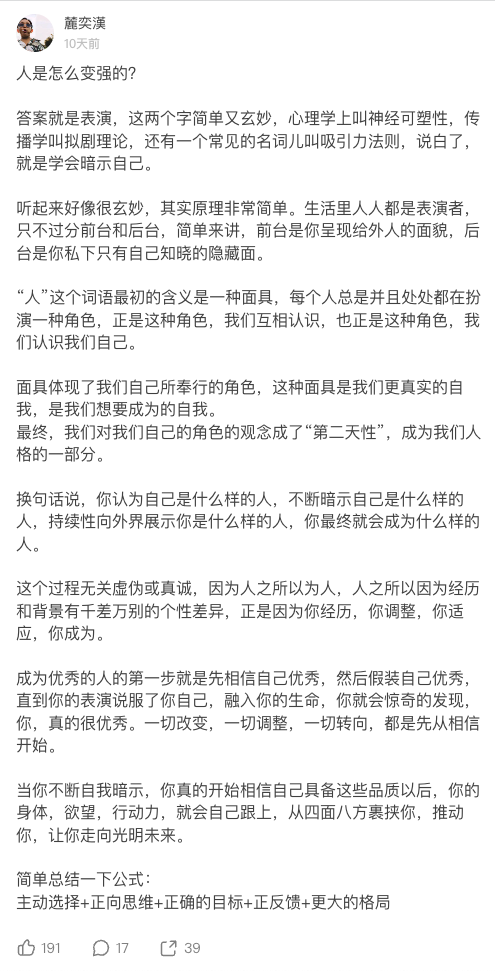 麓奕漢
10天前
人是怎么变强的?
答案就是表演，这两个字简单又玄妙，心理学上叫神经可塑性，传
播学叫拟剧理论，还有一个常见的名词儿叫吸引力法则，说白了，
就是学会暗示自己。
听起来好像很玄妙，其实原理非常简单。生活里人人都是表演者，
只不过分前台和后台，简单来讲，前台是你呈现给外人的面貌，后
台是你私下只有自己知晓的隐藏面。
“人”这个词语最初的含义是一种面具，每个人总是并且处处都在扮
演一种角色，正是这种角色，我们互相认识，也正是这种角色，我
们认识我们自己。
面具体现了我们自己所奉行的角色，这种面具是我们更真实的自
我，是我们想要成为的自我。
最终，我们对我们自己的角色的观念成了“第二天性”，成为我们人
格的一部分。
换句话说，你认为自己是什么样的人，不断暗示自己是什么样的
人，持续性向外界展示你是什么样的人，你最终就会成为什么样的
人。
这个过程无关虚伪或真诚，因为人之所以为人，人之所以因为经历
和背景有千差万别的个性差异，正是因为你经历，你调整，你适
应，你成为。
成为优秀的人的第一步就是先相信自己优秀，然后假装自己优秀，
直到你的表演说服了你自己，融入你的生命，你就会惊奇的发现，
你，真的很优秀。一切改变，一切调整，一切转向，都是先从相信
开始。
当你不断自我暗示，你真的开始相信自己具备这些品质以后，你的
身体，欲望，行动力，就会自己跟上，从四面八方裹挟你，推动
你，让你走向光明未来。
简单总结一下公式：
主动选择+正向思维+正确的目标+正反馈+更大的格局
191 17 39